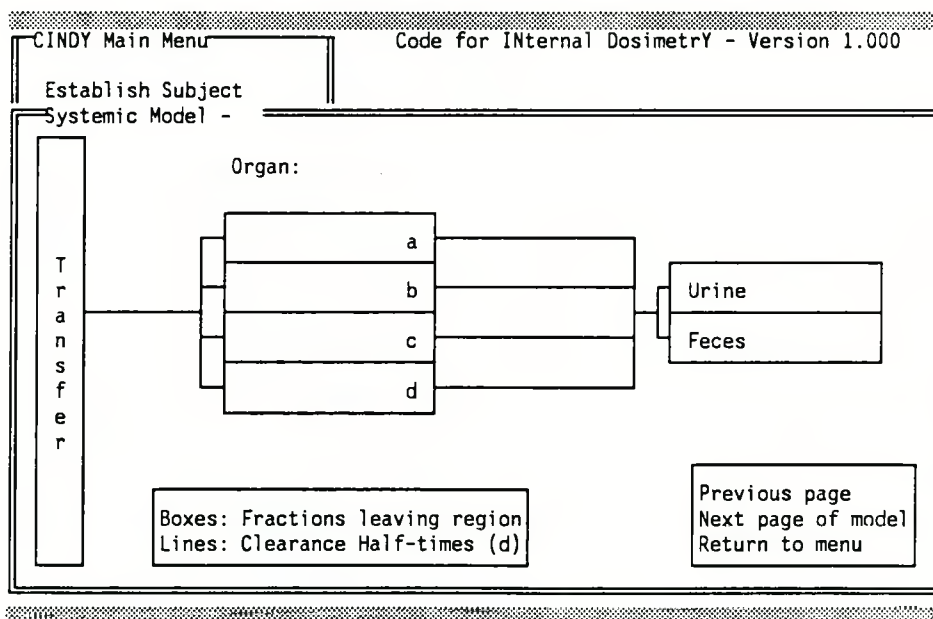 CINDY Main Menu
Code for INternal DosimetrY - Version 1.000
Establish Subject
Systemic Model -
Organ:
Transfer
a
b
c
d
Urine
Feces
Boxes: Fractions leaving region
Lines: Clearance Half-times (d)
Previous page
Next page of model
Return to menu